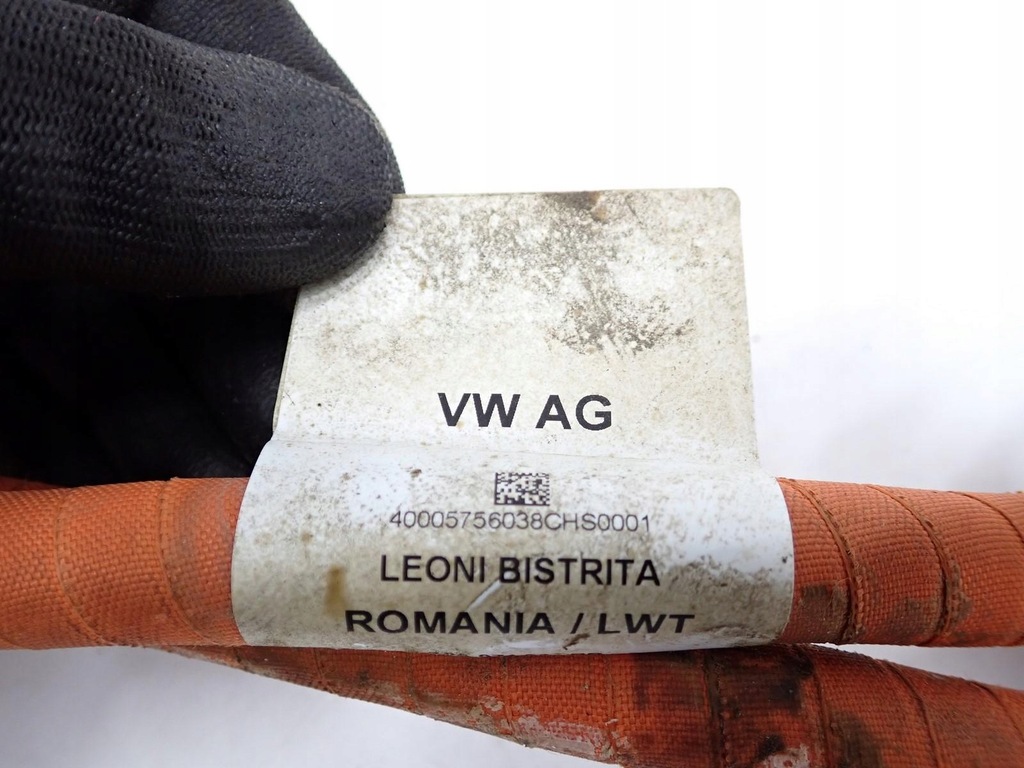 VW AG
40005756038CHS0001
LEONI BISTRITA
ROMANIA / LWT